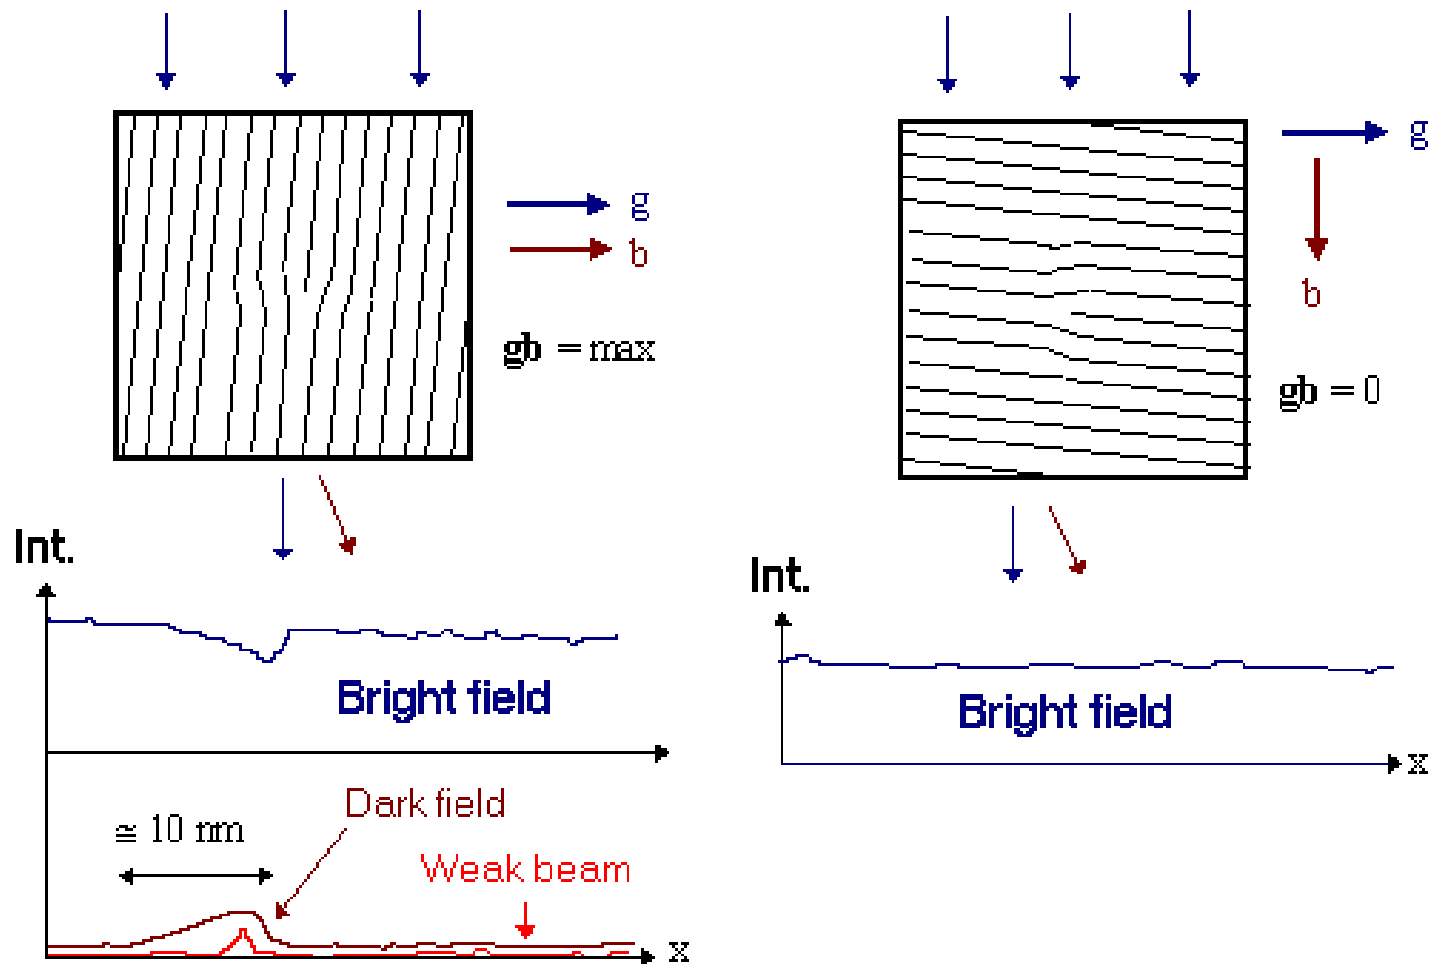 g
b
gb = max
g
b
gb = 0
Int.
Bright field
Int.
Bright field
x
Dark field
≅ 10 nm
Weak beam
x